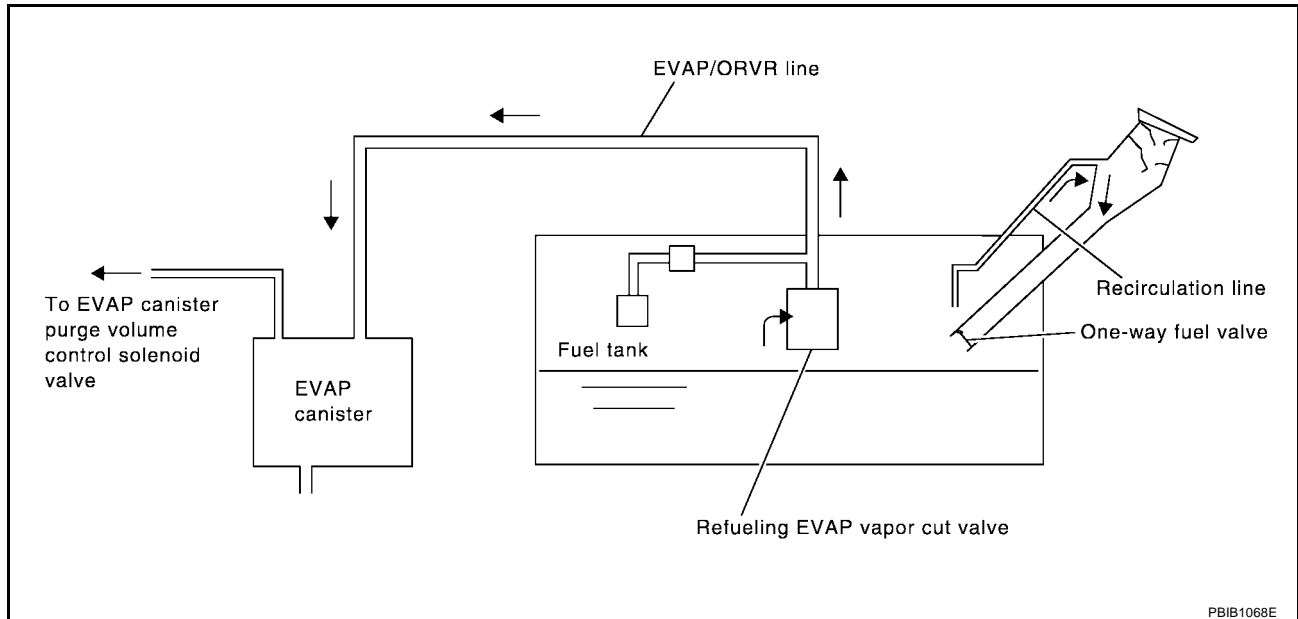 EVAP/ORVR line
Recirculation line
One-way fuel valve
To EVAP canister
purge volume
control solenoid
valve
Fuel tank
EVAP
canister
Refueling EVAP vapor cut valve
PBIB1068E